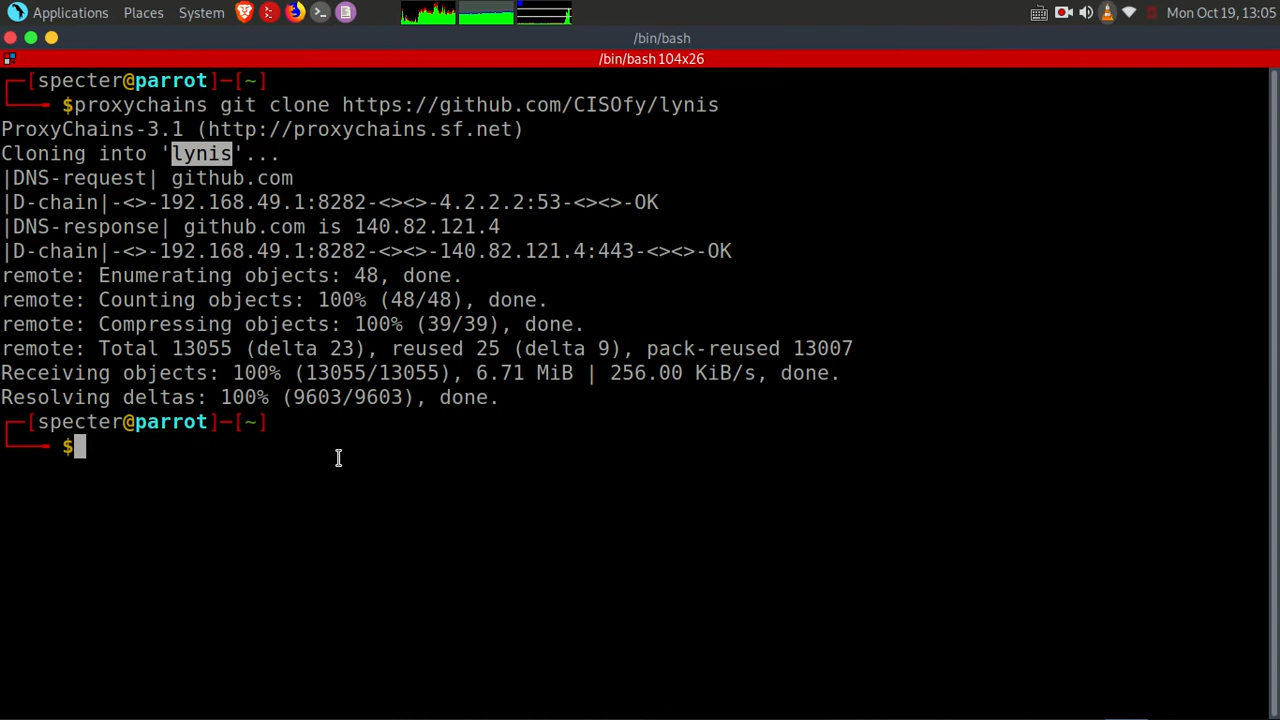 Applications Places System Mon Oct 19, 13:05
/bin/bash
/bin/bash 104x26
┌─[specter@parrot]─[~]
└──╼ $proxychains git clone https://github.com/CISOfy/lynis
ProxyChains-3.1 (http://proxychains.sf.net)
Cloning into 'lynis'...
|DNS-request| github.com
|D-chain|-<>-192.168.49.1:8282-<><>-4.2.2.2:53-<><>-OK
|DNS-response| github.com is 140.82.121.4
|D-chain|-<>-192.168.49.1:8282-<><>-140.82.121.4:443-<><>-OK
remote: Enumerating objects: 48, done.
remote: Counting objects: 100% (48/48), done.
remote: Compressing objects: 100% (39/39), done.
remote: Total 13055 (delta 23), reused 25 (delta 9), pack-reused 13007
Receiving objects: 100% (13055/13055), 6.71 MiB | 256.00 KiB/s, done.
Resolving deltas: 100% (9603/9603), done.
┌─[specter@parrot]─[~]
└──╼ $